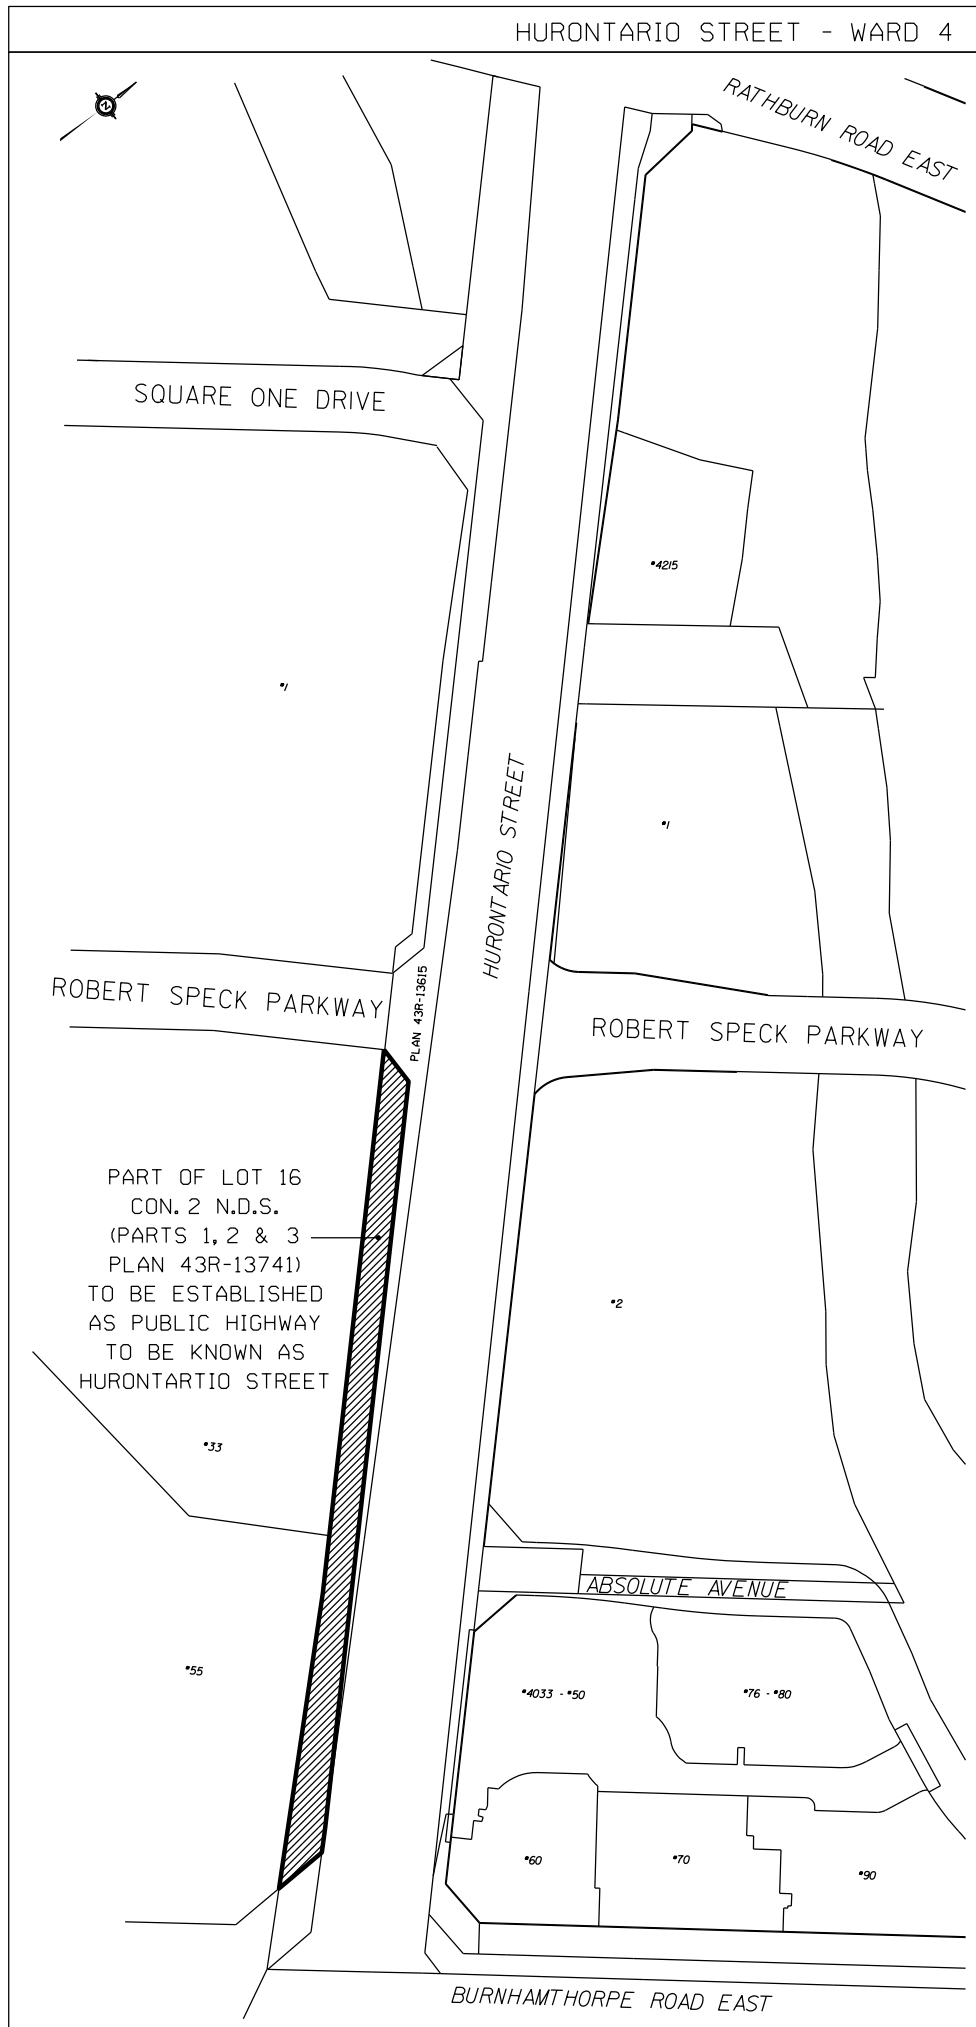 HURONTARIO STREET - WARD 4
RATHBURN ROAD EAST
N
SQUARE ONE DRIVE
#4215
#1
HURONTARIO STREET
#1
ROBERT SPECK PARKWAY
PLAN 43R-13615
ROBERT SPECK PARKWAY
PART OF LOT 16
CON. 2 N.D.S.
(PARTS 1, 2 & 3
PLAN 43R-13741)
TO BE ESTABLISHED
AS PUBLIC HIGHWAY
TO BE KNOWN AS
HURONTARTIO STREET
#2
#33
ABSOLUTE AVENUE
#55
#4033 - #50
#76 - #80
#60
#70
#90
BURNHAMTHORPE ROAD EAST